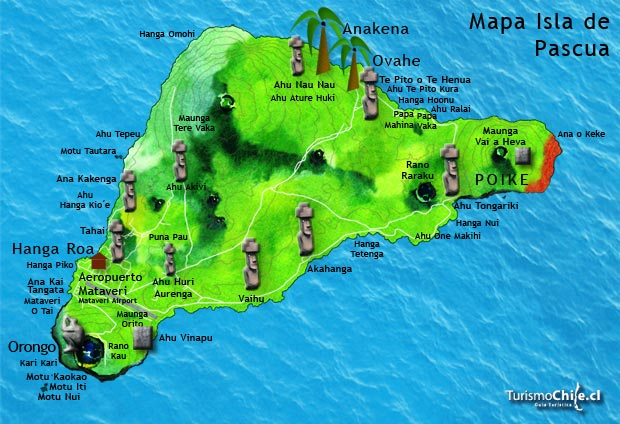 Mapa Isla de
Pascua
Hanga Omohi
Anakena
Ovahe
Te Pito o Te Henua
Ahu Nau Nau
Ahu Te Pito Kura
Ahu Ature Huki
Hanga Hoonu
Ahu Ralai
Maunga
Tere Vaka
Papa
Mahina
Papa
Vaka
Maunga
Vai a Heva
Ana o Keke
Ahu Tepeu
Motu Tautara
Ana Kakenga
Ahu Akivi
Rano
Raraku
POIKE
Ahu
Hanga Kio'e
Ahu Tongariki
Tahai
Hanga Nui
Puna Pau
Ahu One Makihi
Hanga Roa
Hanga
Tetenga
Hanga Piko
Akahanga
Aeropuerto
Mataveri
Mataveri Airport
Ahu Huri
Aurenga
Ana Kai
Tangata
Vaihu
Mataveri
O Tai
Maunga
Orito
Orongo
Rano
Kau
Ahu Vinapu
Kari Kari
Motu Kaokao
Motu Iti
Motu Nui
TurismoChile.cl
Guía Turística